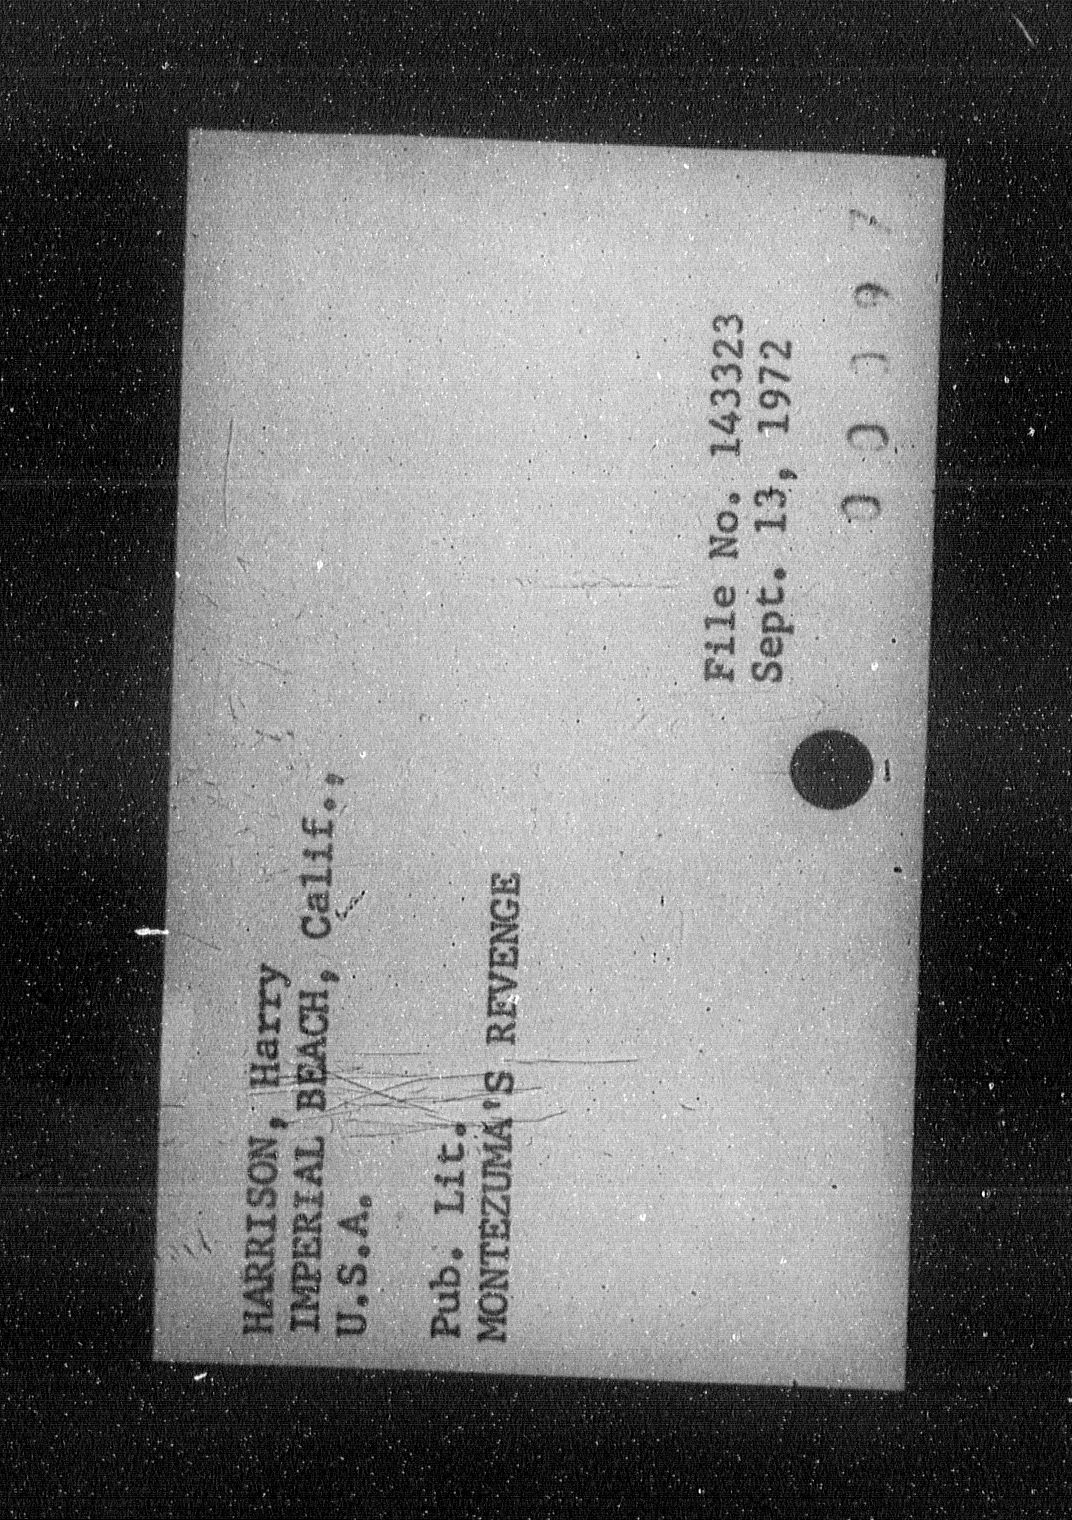 HARRISON, Harry
IMPERIAL BEACH, Calif.,
U.S.A.
Pub. Lit.
MONTEZUMA'S REVENGE
File No. 143323
Sept. 13, 1972